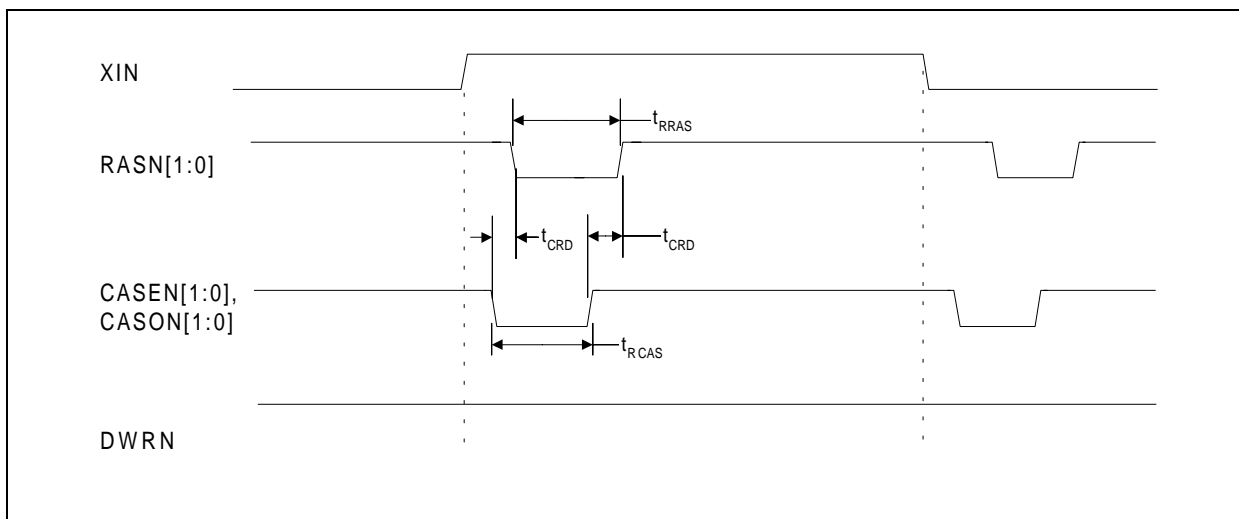 XIN
tRRAS
RASN[1:0]
tCRD
tCRD
CASEN[1:0],
CASON[1:0]
tRCAS
DWRN